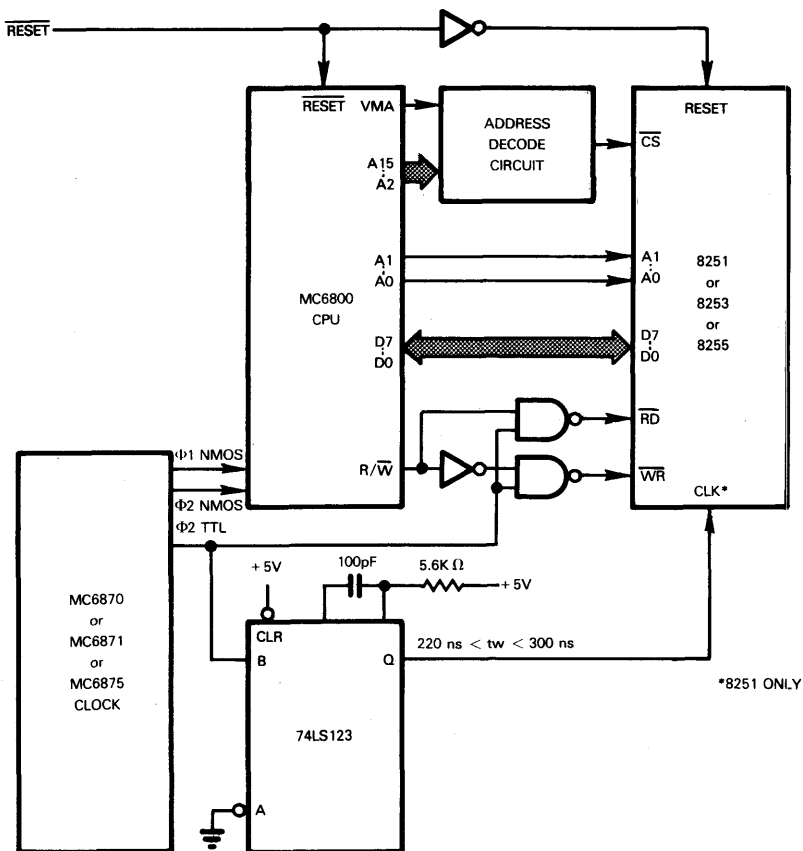 RESET
RESET
VMA
A15
A2
A1
A0
MC6800
CPU
D7
D0
R/W
ADDRESS
DECODE
CIRCUIT
RESET
CS
A1
A0
8251
or
8253
or
8255
D7
D0
RD
WR
CLK*
Φ1 NMOS
Φ2 NMOS
Φ2 TTL
MC6870
or
MC6871
or
MC6875
CLOCK
+5V
100pF
5.6K Ω
+5V
CLR
B
Q
74LS123
A
220 ns < tw < 300 ns
*8251 ONLY